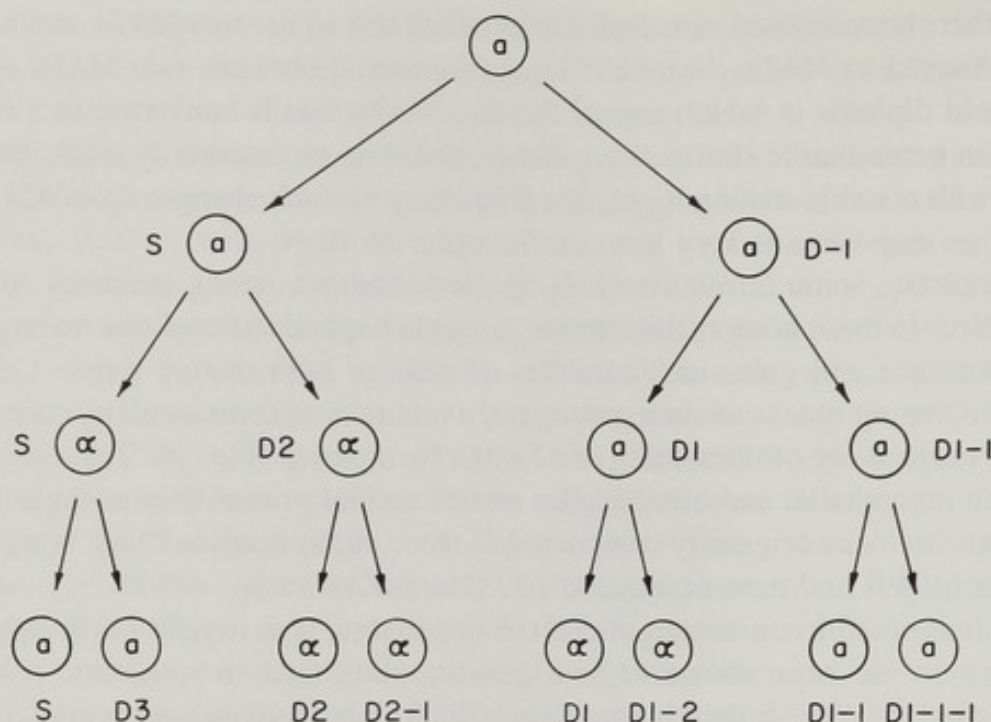 a
S a a D-1
S α D2 α a D1 a D1-1
a a α α α α a a
S D3 D2 D2-1 D1 D1-2 D1-1 D1-1-1